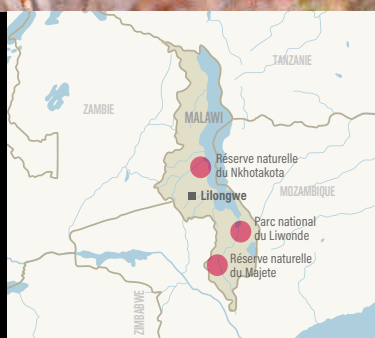 TANZANIE
ZAMBIE
MALAWI
Réserve naturelle
du Nkhotakota
MOZAMBIQUE
Lilongwe
Parc national
du Liwonde
Réserve naturelle
du Majete
ZIMBABWE